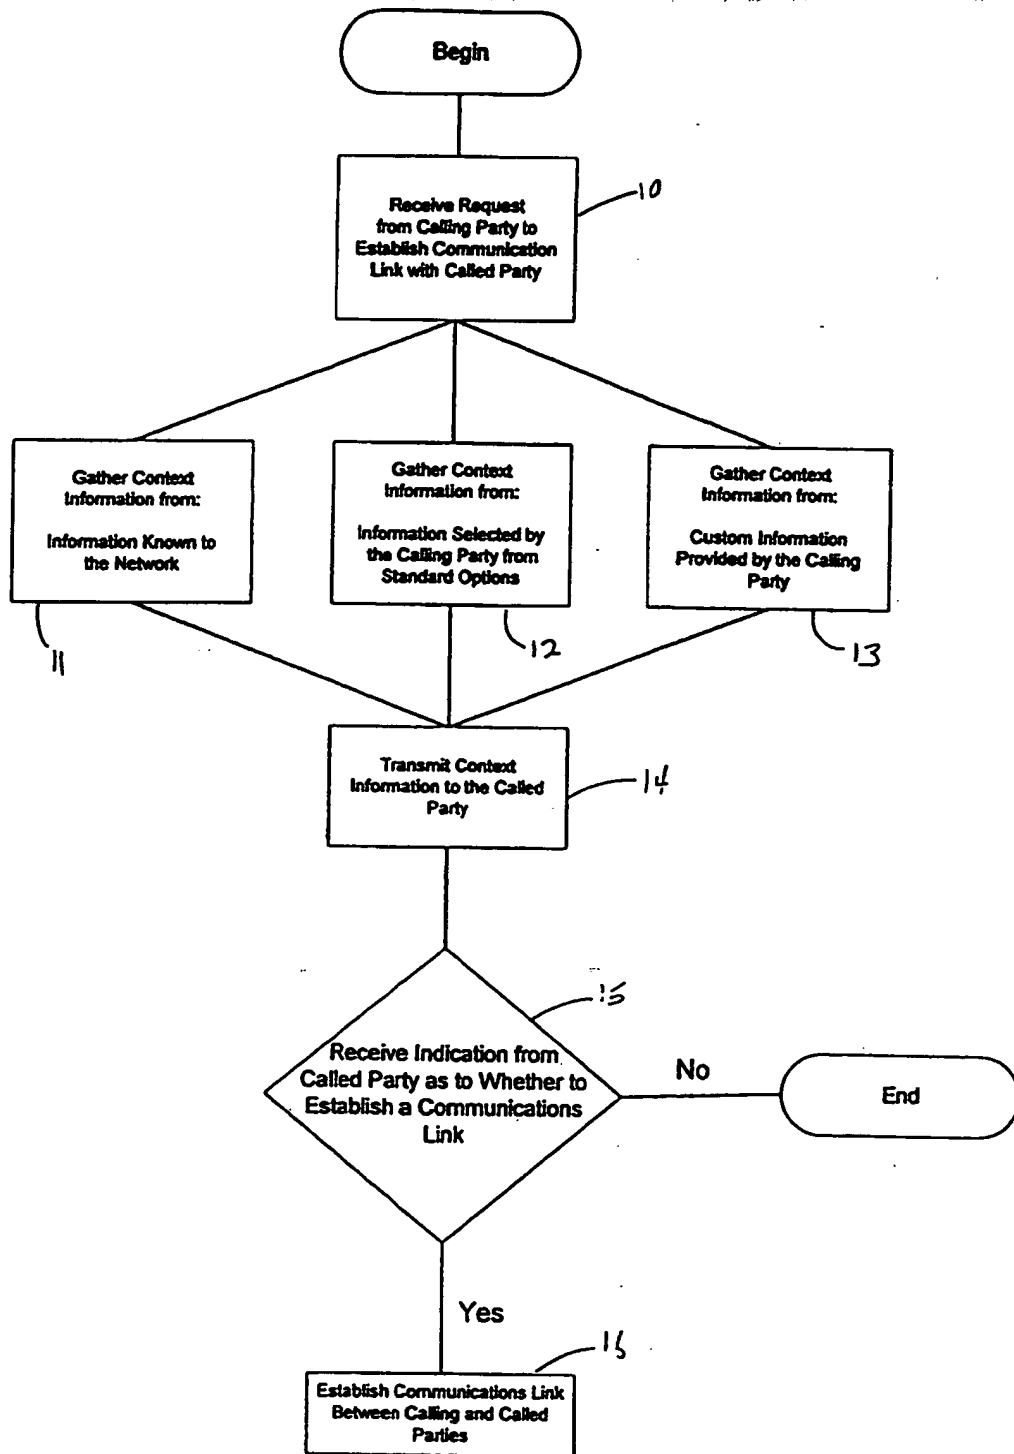 Begin
Receive Request
from Calling Party to
Establish Communication
Link with Called Party
10
Gather Context
Information from:
Information Known to
the Network
11
Gather Context
Information from:
Information Selected by
the Calling Party from
Standard Options
12
Gather Context
Information from:
Custom Information
Provided by the Calling
Party
13
Transmit Context
Information to the Called
Party
14
Receive Indication from
Called Party as to Whether to
Establish a Communications
Link
15
No
End
Yes
Establish Communications Link
Between Calling and Called
Parties